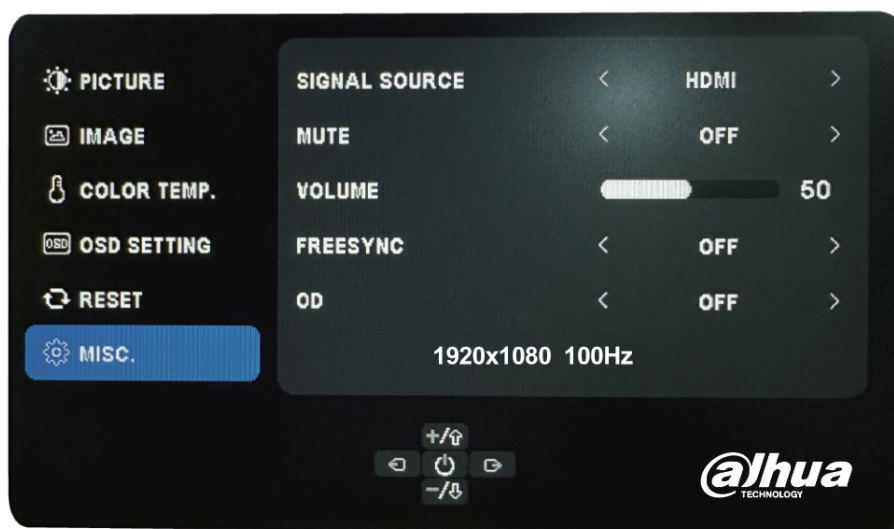 PICTURE
IMAGE
COLOR TEMP.
OSD OSD SETTING
RESET
MISC.
SIGNAL SOURCE < HDMI >
MUTE < OFF >
VOLUME 50
FREESYNC < OFF >
OD < OFF >
1920x1080 100Hz
+/
-/
alhua
TECHNOLOGY